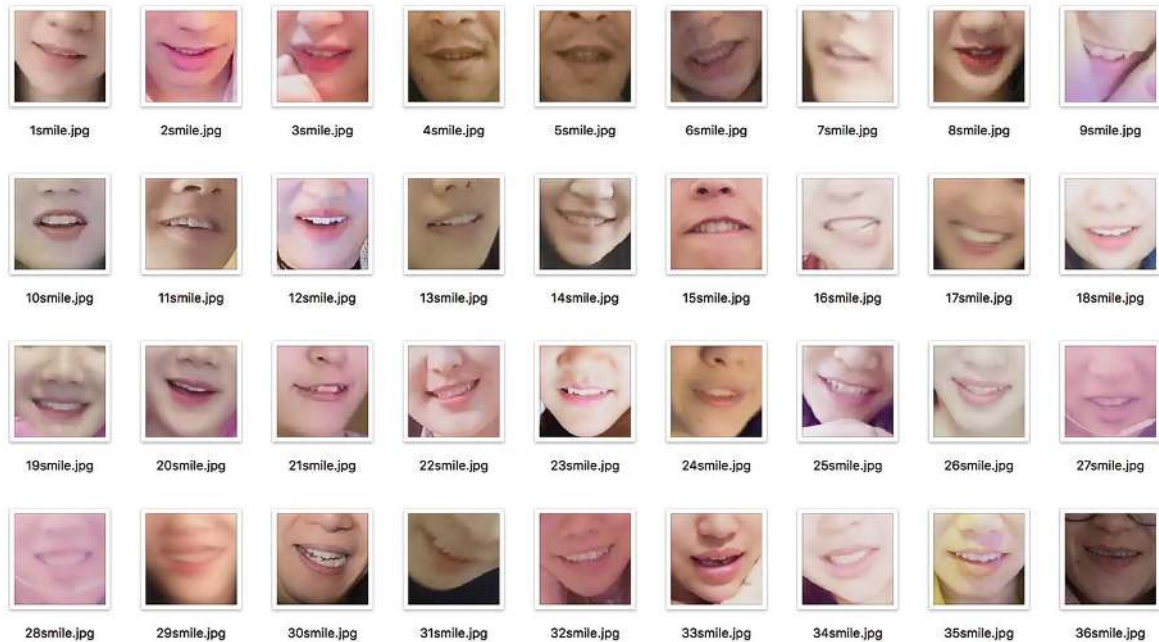 1smile.jpg 2smile.jpg 3smile.jpg 4smile.jpg 5smile.jpg 6smile.jpg 7smile.jpg 8smile.jpg 9smile.jpg
10smile.jpg 11smile.jpg 12smile.jpg 13smile.jpg 14smile.jpg 15smile.jpg 16smile.jpg 17smile.jpg 18smile.jpg
19smile.jpg 20smile.jpg 21smile.jpg 22smile.jpg 23smile.jpg 24smile.jpg 25smile.jpg 26smile.jpg 27smile.jpg
28smile.jpg 29smile.jpg 30smile.jpg 31smile.jpg 32smile.jpg 33smile.jpg 34smile.jpg 35smile.jpg 36smile.jpg